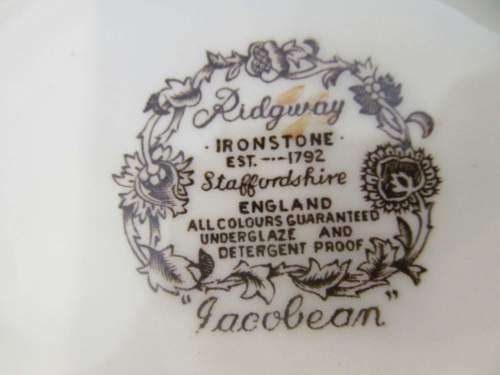 Ridgway
· IRONSTONE ·
EST. ---- 1792
Staffordshire
ENGLAND
ALL COLOURS GUARANTEED
UNDERGLAZE AND
DETERGENT PROOF
"Jacobean"